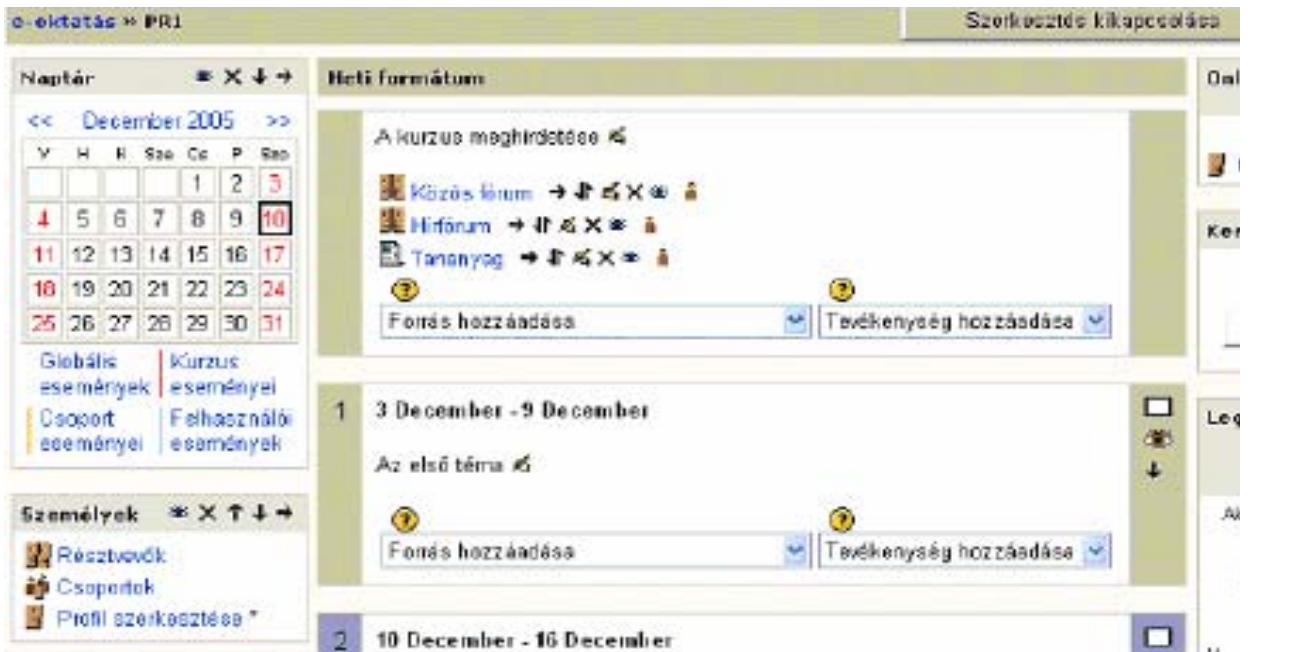 e-oktatás » PR1
Szerkesztés kikapcsolása
Naptár
<< December 2005 >>
V H K Sze Cs P Szo
1 2 3
4 5 6 7 8 9 10
11 12 13 14 15 16 17
18 19 20 21 22 23 24
25 26 27 28 29 30 31
Globális események
Kurzus eseményei
Csoport eseményei
Felhasználói események
Személyek
Résztvevők
Csoportok
Profil szerkesztése *
Heti formátum
A kurzus meghirdetése
Közös fórum
Hírfórum
Tananyag
Forrás hozzáadása
Tevékenység hozzáadása
1
3 December - 9 December
Az első téma
Forrás hozzáadása
Tevékenység hozzáadása
2
10 December - 16 December
Onl
Ker
Leg